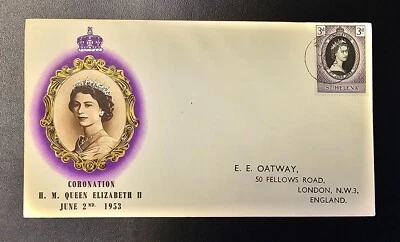 3d 3d
ST HELENA
CORONATION
H. M. QUEEN ELIZABETH II
JUNE 2ND. 1953
E. E. OATWAY,
50 FELLOWS ROAD,
LONDON, N.W.3,
ENGLAND.